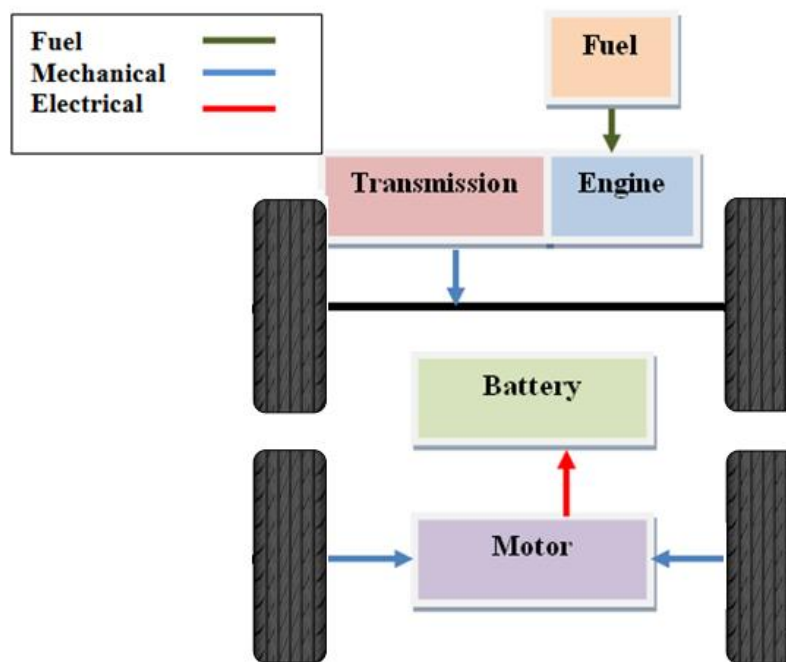 Fuel
Mechanical
Electrical
Fuel
Transmission
Engine
Battery
Motor